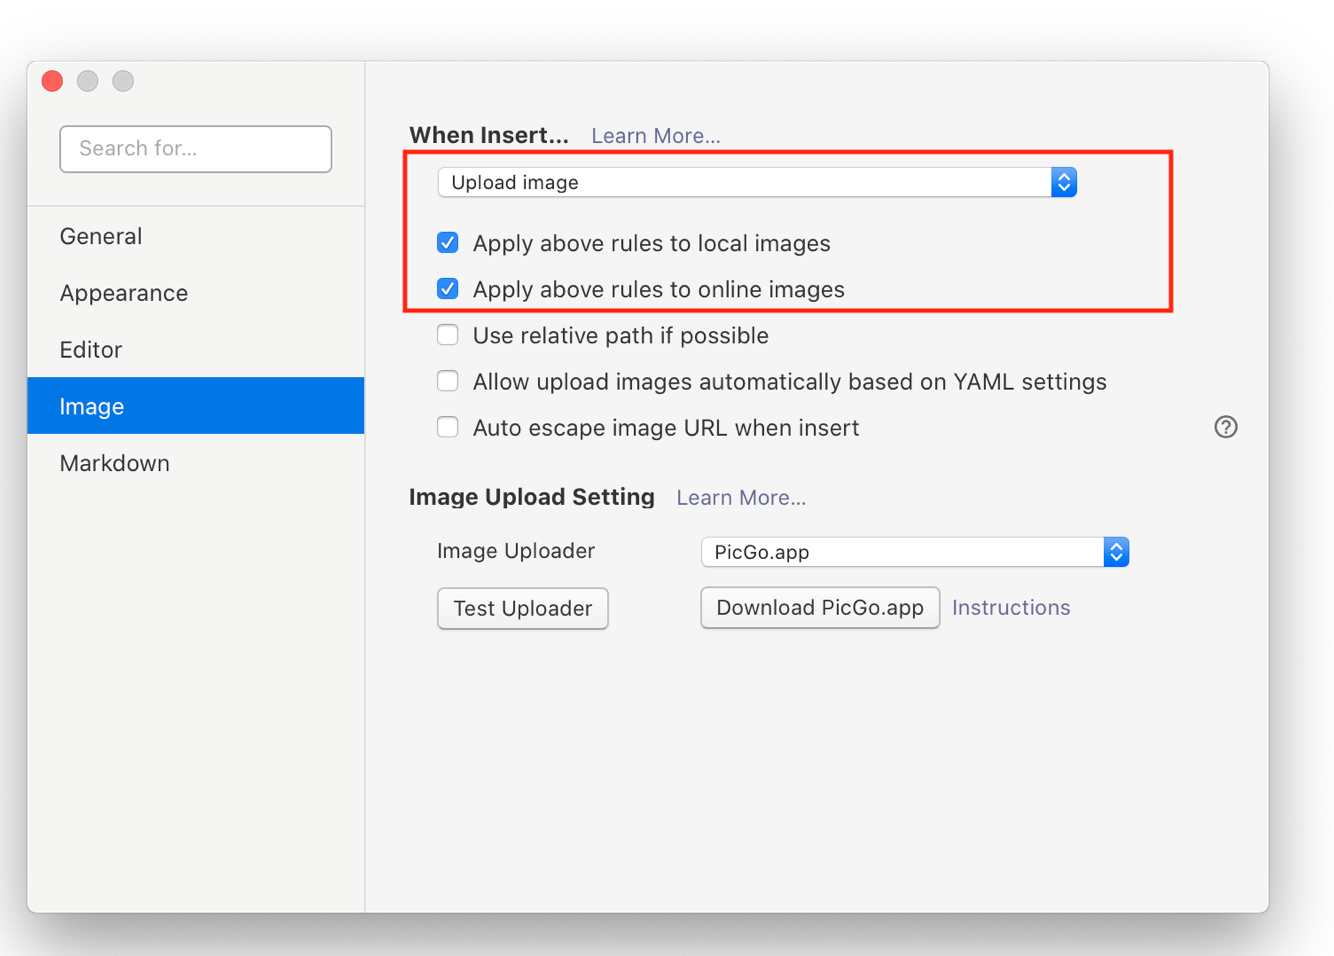 Search for...
General
Appearance
Editor
Image
Markdown
When Insert... Learn More...
Upload image
Apply above rules to local images
Apply above rules to online images
Use relative path if possible
Allow upload images automatically based on YAML settings
Auto escape image URL when insert ?
Image Upload Setting Learn More...
Image Uploader PicGo.app
Test Uploader Download PicGo.app Instructions